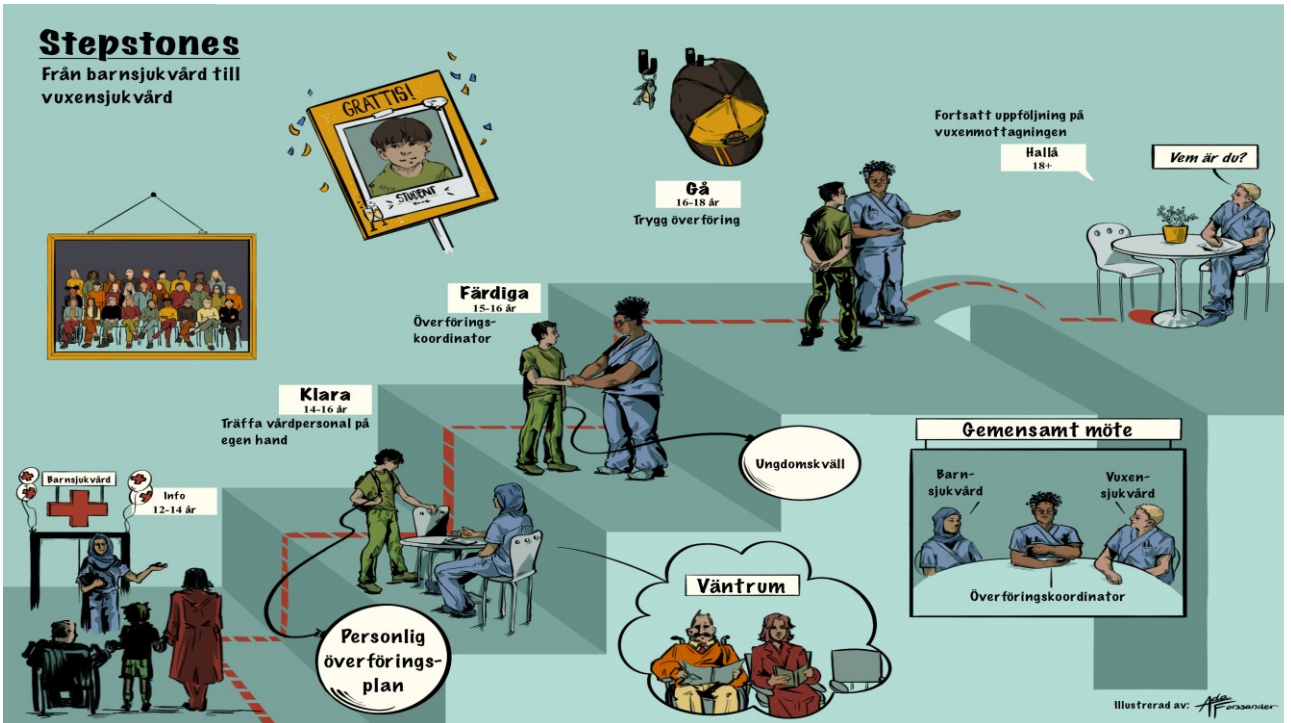 Stepstones
Från barnsjukvård till
vuxensjukvård
GRATTIS!
STUDENT
Gå
16-18 år
Trygg överföring
Fortsatt uppföljning på
vuxenmottagningen
Hallå
18+
Vem är du?
Färdiga
15-16 år
Överförings-
koordinator
Klara
14-16 år
Träffa vårdpersonal på
egen hand
Ungdomskväll
Gemensamt möte
Barn-
sjukvård
Vuxen-
sjukvård
Överföringskoordinator
Barnsjukvård
Info
12-14 år
Väntrum
Personlig
överförings-
plan
Illustrerad av: Ada Forssander